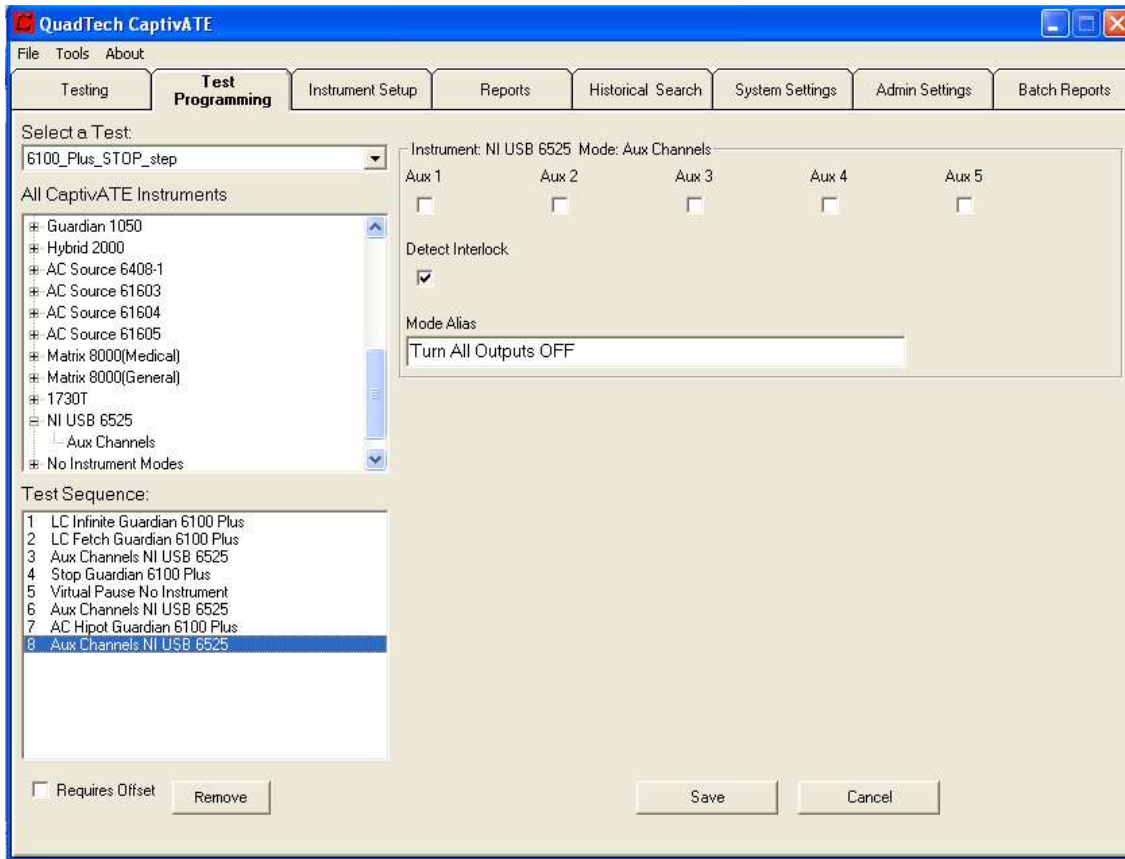 QuadTech CaptivATE
File Tools About
Testing
Test Programming
Instrument Setup
Reports
Historical Search
System Settings
Admin Settings
Batch Reports
Select a Test:
6100_Plus_STOP_step
All CaptivATE Instruments
Guardian 1050
Hybrid 2000
AC Source 6408-1
AC Source 61603
AC Source 61604
AC Source 61605
Matrix 8000(Medical)
Matrix 8000(General)
1730T
NI USB 6525
Aux Channels
No Instrument Modes
Test Sequence:
1 LC Infinite Guardian 6100 Plus
2 LC Fetch Guardian 6100 Plus
3 Aux Channels NI USB 6525
4 Stop Guardian 6100 Plus
5 Virtual Pause No Instrument
6 Aux Channels NI USB 6525
7 AC Hipot Guardian 6100 Plus
8 Aux Channels NI USB 6525
Requires Offset
Remove
Instrument: NI USB 6525 Mode: Aux Channels
Aux 1 Aux 2 Aux 3 Aux 4 Aux 5
Detect Interlock
Mode Alias
Turn All Outputs OFF
Save
Cancel